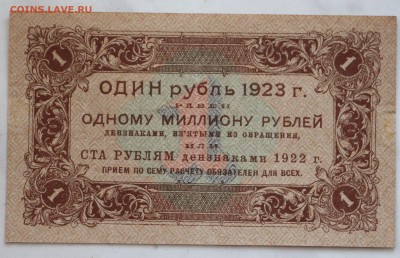 COINS.LAVE.RU
1
1
ОДИН рубль 1923 г.
РАВЕН
ОДНОМУ МИЛЛИОНУ РУБЛЕЙ
ДЕНЗНАКАМИ, ИЗЪЯТЫМИ ИЗ ОБРАЩЕНИЯ,
ИЛИ
СТА РУБЛЯМ дензнаками 1922 г.
ПРИЕМ ПО СЕМУ РАСЧЕТУ ОБЯЗАТЕЛЕН ДЛЯ ВСЕХ.
1
1